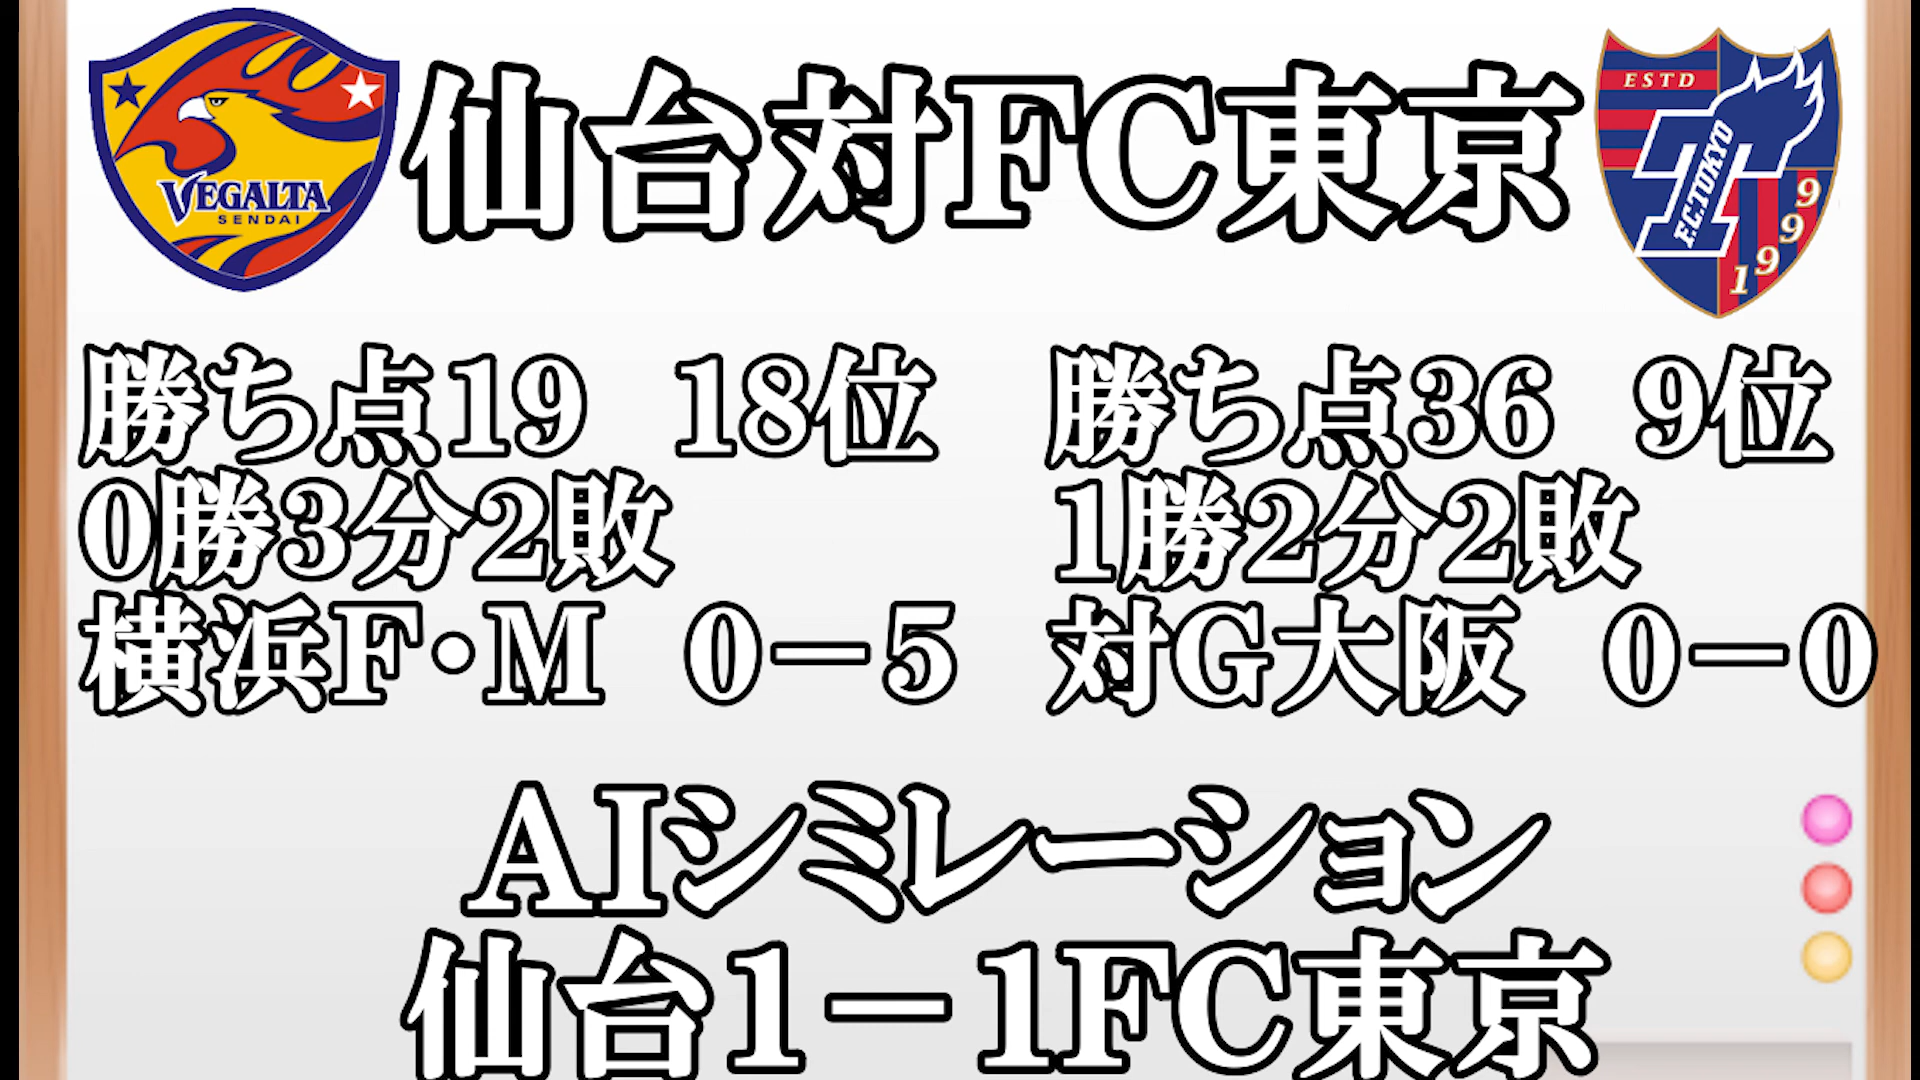 仙台対FC東京
VEGALTA
SENDAI
ESTD
F.C.TOKYO
1999
勝ち点19 18位
0勝3分2敗
横浜F・M 0－5
勝ち点36 9位
1勝2分2敗
対G大阪 0－0
AIシミレーション
仙台1－1FC東京